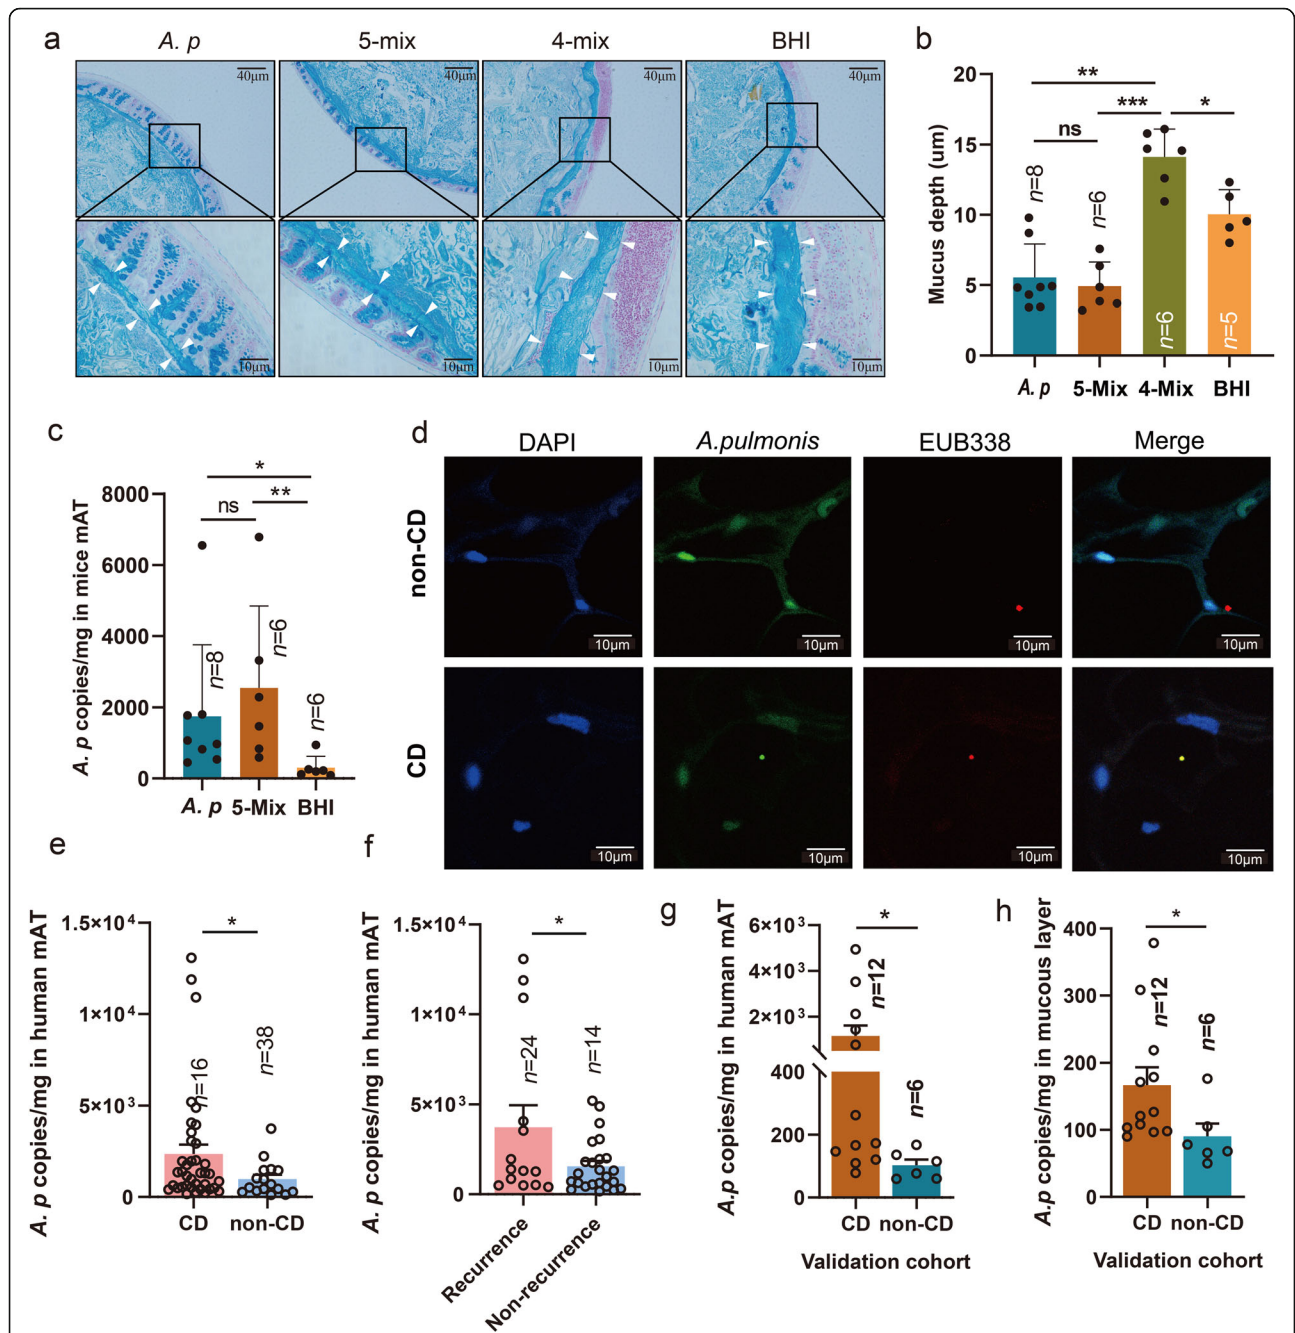 a
A. p
5-mix
4-mix
BHI
40μm
40μm
40μm
40μm
10μm
10μm
10μm
10μm
b
Mucus depth (um)
20
15
10
5
0
**
***
*
ns
n=8
n=6
n=6
n=5
A. p
5-Mix
4-Mix
BHI
c
A. p copies/mg in mice mAT
8000
6000
4000
2000
0
*
**
ns
n=8
n=6
n=6
A. p
5-Mix
BHI
d
DAPI
A.pulmonis
EUB338
Merge
non-CD
10μm
10μm
10μm
10μm
CD
10μm
10μm
10μm
10μm
e
A. p copies/mg in human mAT
1.5×10⁴
1×10⁴
5×10³
0
*
n=16
n=38
CD
non-CD
f
A. p copies/mg in human mAT
1.5×10⁴
1×10⁴
5×10³
0
*
n=24
n=14
Recurrence
Non-recurrence
g
A.p copies/mg in human mAT
6×10³
4×10³
2×10³
400
200
0
*
n=12
n=6
CD
non-CD
Validation cohort
h
A.p copies/mg in mucous layer
400
300
200
100
0
*
n=12
n=6
CD
non-CD
Validation cohort